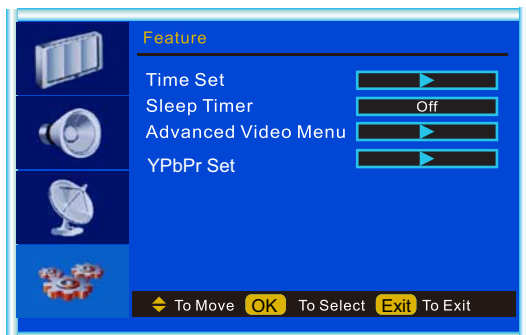 Feature
Time Set
Sleep Timer Off
Advanced Video Menu
YPbPr Set
To Move OK To Select Exit To Exit